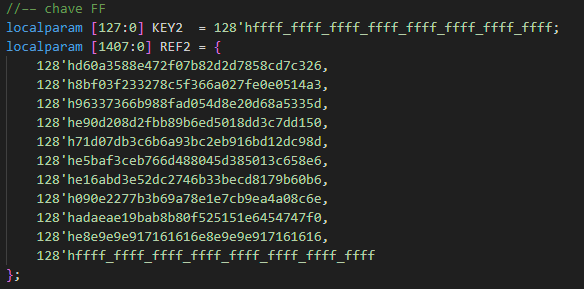 //-- chave FF
localparam [127:0] KEY2  = 128'hffff_ffff_ffff_ffff_ffff_ffff_ffff_ffff;
localparam [1407:0] REF2 = {
    128'hd60a3588e472f07b82d2d7858cd7c326,
    128'h8bf03f233278c5f366a027fe0e0514a3,
    128'h96337366b988fad054d8e20d68a5335d,
    128'he90d208d2fbb89b6ed5018dd3c7dd150,
    128'h71d07db3c6b6a93bc2eb916bd12dc98d,
    128'he5baf3ceb766d488045d385013c658e6,
    128'he16abd3e52dc2746b33becd8179b60b6,
    128'h090e2277b3b69a78e1e7cb9ea4a08c6e,
    128'hadaeae19bab8b80f525151e6454747f0,
    128'he8e9e9e917161616e8e9e9e917161616,
    128'hffff_ffff_ffff_ffff_ffff_ffff_ffff_ffff
};